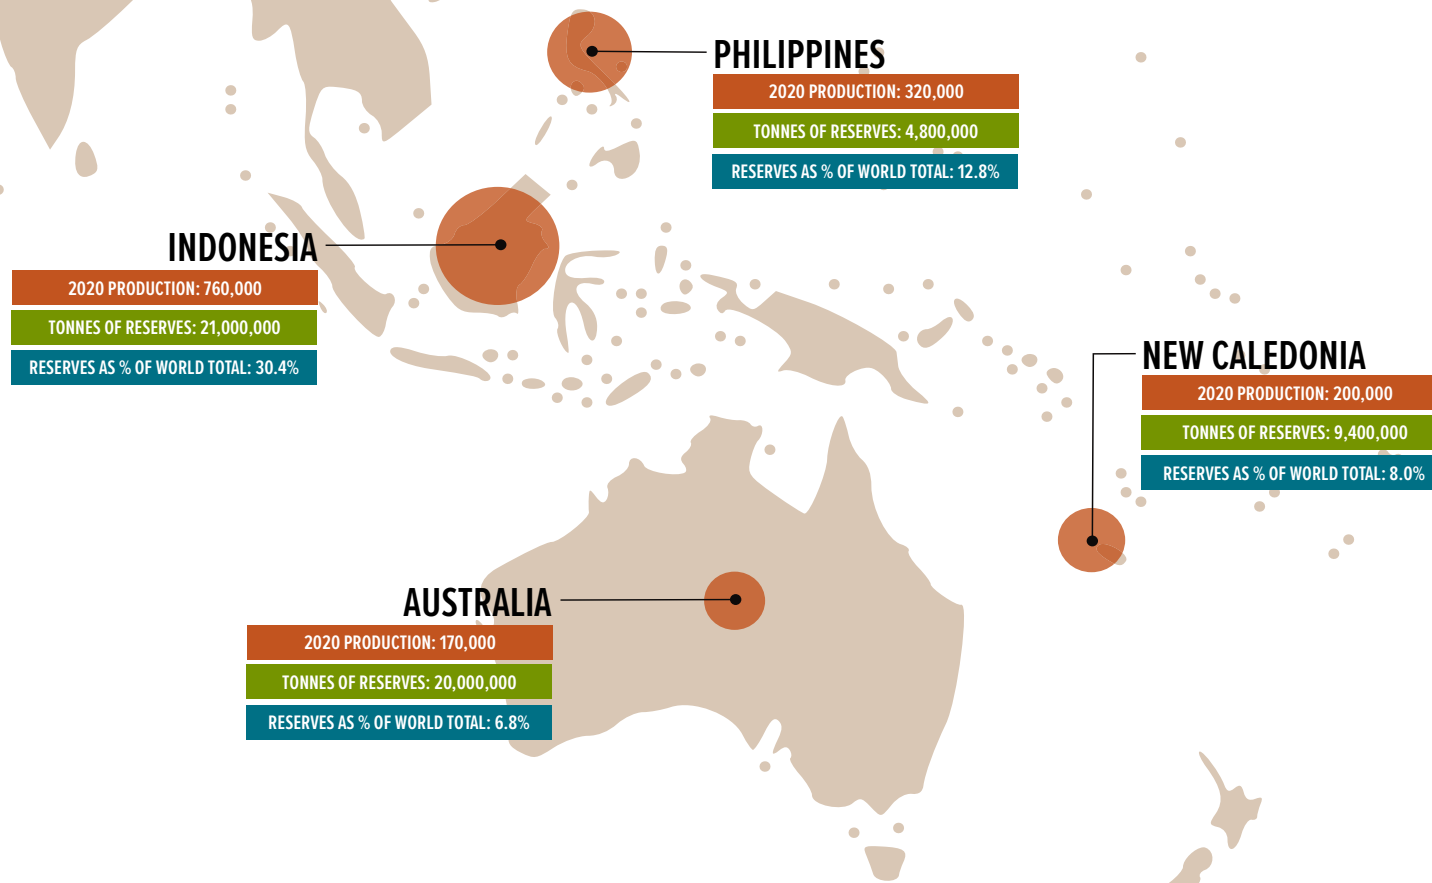 PHILIPPINES
2020 PRODUCTION: 320,000
TONNES OF RESERVES: 4,800,000
RESERVES AS % OF WORLD TOTAL: 12.8%
INDONESIA
2020 PRODUCTION: 760,000
TONNES OF RESERVES: 21,000,000
RESERVES AS % OF WORLD TOTAL: 30.4%
NEW CALEDONIA
2020 PRODUCTION: 200,000
TONNES OF RESERVES: 9,400,000
RESERVES AS % OF WORLD TOTAL: 8.0%
AUSTRALIA
2020 PRODUCTION: 170,000
TONNES OF RESERVES: 20,000,000
RESERVES AS % OF WORLD TOTAL: 6.8%